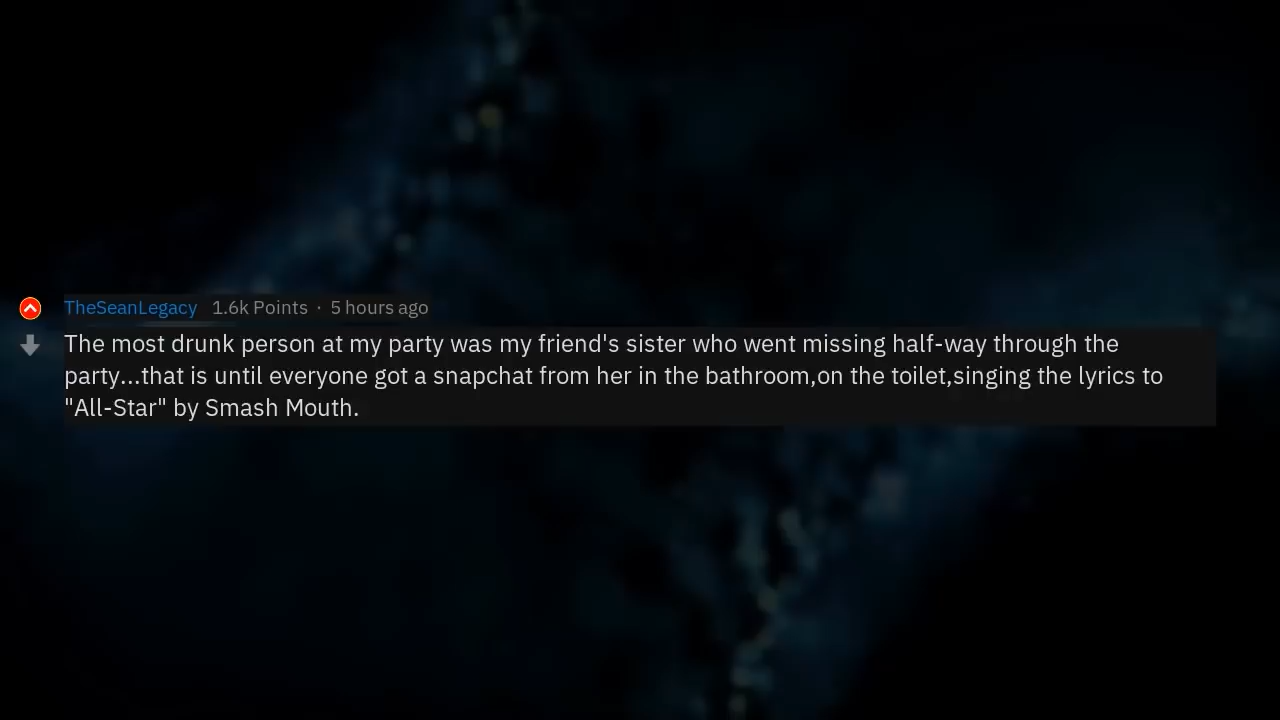 TheSeanLegacy 1.6k Points · 5 hours ago
The most drunk person at my party was my friend's sister who went missing half-way through the
party...that is until everyone got a snapchat from her in the bathroom,on the toilet,singing the lyrics to
"All-Star" by Smash Mouth.